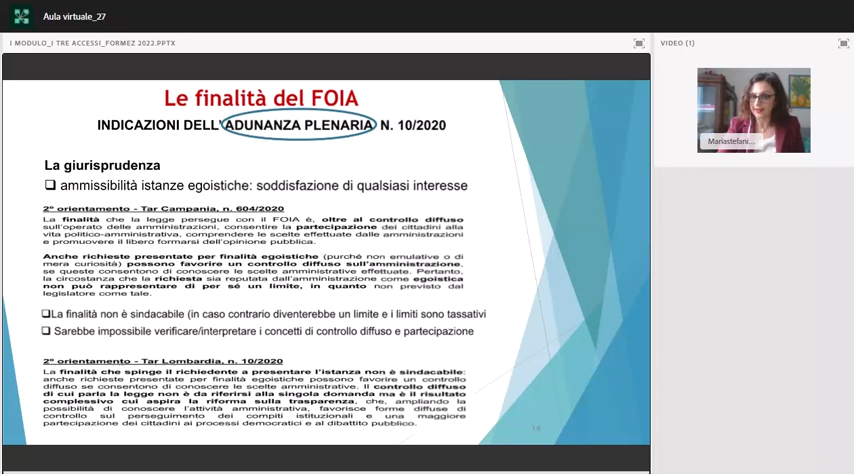 Aula virtuale_27
I MODULO_I TRE ACCESSI_FORMEZ 2022.PPTX
VIDEO (1)
Le finalità del FOIA
INDICAZIONI DELL'ADUNANZA PLENARIA N. 10/2020
La giurisprudenza
❑ ammissibilità istanze egoistiche: soddisfazione di qualsiasi interesse
2° orientamento - Tar Campania, n. 604/2020
La finalità che la legge persegue con il FOIA è, oltre al controllo diffuso
sull'operato delle amministrazioni, consentire la partecipazione dei cittadini alla
vita politico-amministrativa, comprendere le scelte effettuate dalle amministrazioni
e promuovere il libero formarsi dell'opinione pubblica.
Anche richieste presentate per finalità egoistiche (purché non emulative o di
mera curiosità) possono favorire un controllo diffuso sull'amministrazione,
se queste consentono di conoscere le scelte amministrative effettuate. Pertanto,
la circostanza che la richiesta sia reputata dall'amministrazione come egoistica
non può rappresentare di per sé un limite, in quanto non previsto dal
legislatore come tale.
❑La finalità non è sindacabile (in caso contrario diventerebbe un limite e i limiti sono tassativi
❑ Sarebbe impossibile verificare/interpretare i concetti di controllo diffuso e partecipazione
2° orientamento - Tar Lombardia, n. 10/2020
La finalità che spinge il richiedente a presentare l'istanza non è sindacabile:
anche richieste presentate per finalità egoistiche possono favorire un controllo
diffuso se consentono di conoscere le scelte amministrative. Il controllo diffuso
di cui parla la legge non è da riferirsi alla singola domanda ma è il risultato
complessivo cui aspira la riforma sulla trasparenza, che, ampliando la
possibilità di conoscere l'attività amministrativa, favorisce forme diffuse di
controllo sul perseguimento dei compiti istituzionali e una maggiore
partecipazione dei cittadini ai processi democratici e al dibattito pubblico.
14
Mariastefani...